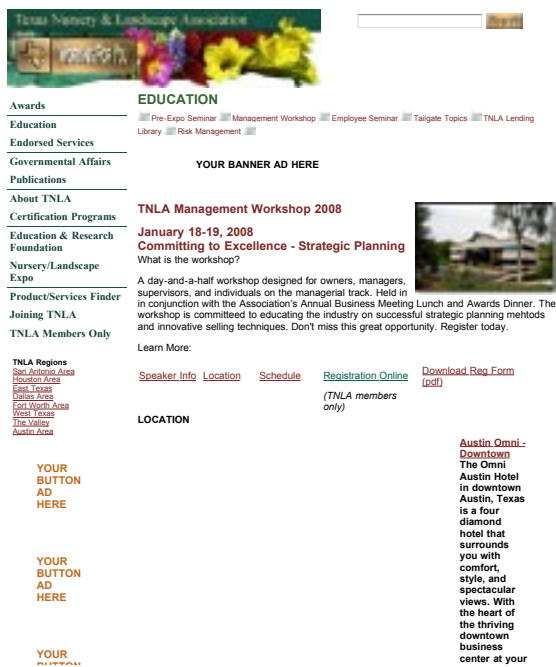 Texas Nursery & Landscape Association
EDUCATION
Pre-Expo Seminar Management Workshop Employee Seminar Tailgate Topics TNLA Lending
Library Risk Management
YOUR BANNER AD HERE
Awards
Education
Endorsed Services
Governmental Affairs
Publications
About TNLA
Certification Programs
Education & Research
Foundation
Nursery/Landscape
Expo
Product/Services Finder
Joining TNLA
TNLA Members Only
TNLA Regions
San Antonio Area
Houston Area
East Texas
Dallas Area
Fort Worth Area
West Texas
The Valley
Austin Area
YOUR
BUTTON
AD
HERE
YOUR
BUTTON
AD
HERE
YOUR
BUTTON
TNLA Management Workshop 2008
January 18-19, 2008
Committing to Excellence - Strategic Planning
What is the workshop?
A day-and-a-half workshop designed for owners, managers,
supervisors, and individuals on the managerial track. Held in
in conjunction with the Association's Annual Business Meeting Lunch and Awards Dinner. The
workshop is committeed to educating the industry on successful strategic planning mehtods
and innovative selling techniques. Don't miss this great opportunity. Register today.
Learn More:
Speaker Info Location Schedule Registration Online Download Reg Form
(pdf)
(TNLA members
only)
LOCATION
Austin Omni -
Downtown
The Omni
Austin Hotel
in downtown
Austin, Texas
is a four
diamond
hotel that
surrounds
you with
comfort,
style, and
spectacular
views. With
the heart of
the thriving
downtown
business
center at your